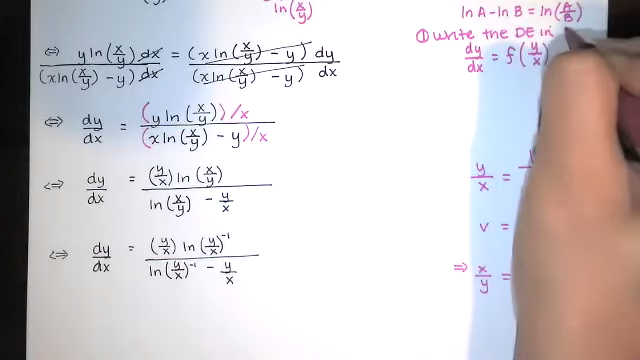 ln(x/y)
⇔ y ln(x/y) dx / (x ln(x/y) - y) dx = (x ln(x/y) - y) dy / (x ln(x/y) - y) dx
⇔ dy/dx = (y ln(x/y))/x / (x ln(x/y) - y)/x
⇔ dy/dx = (y/x) ln(x/y) / ln(x/y) - y/x
⇔ dy/dx = (y/x) ln(y/x)⁻¹ / ln(y/x)⁻¹ - y/x
ln A - ln B = ln(A/B)
① Write the DE in
dy/dx = f(y/x)
y/x =
v =
⇒ x/y =